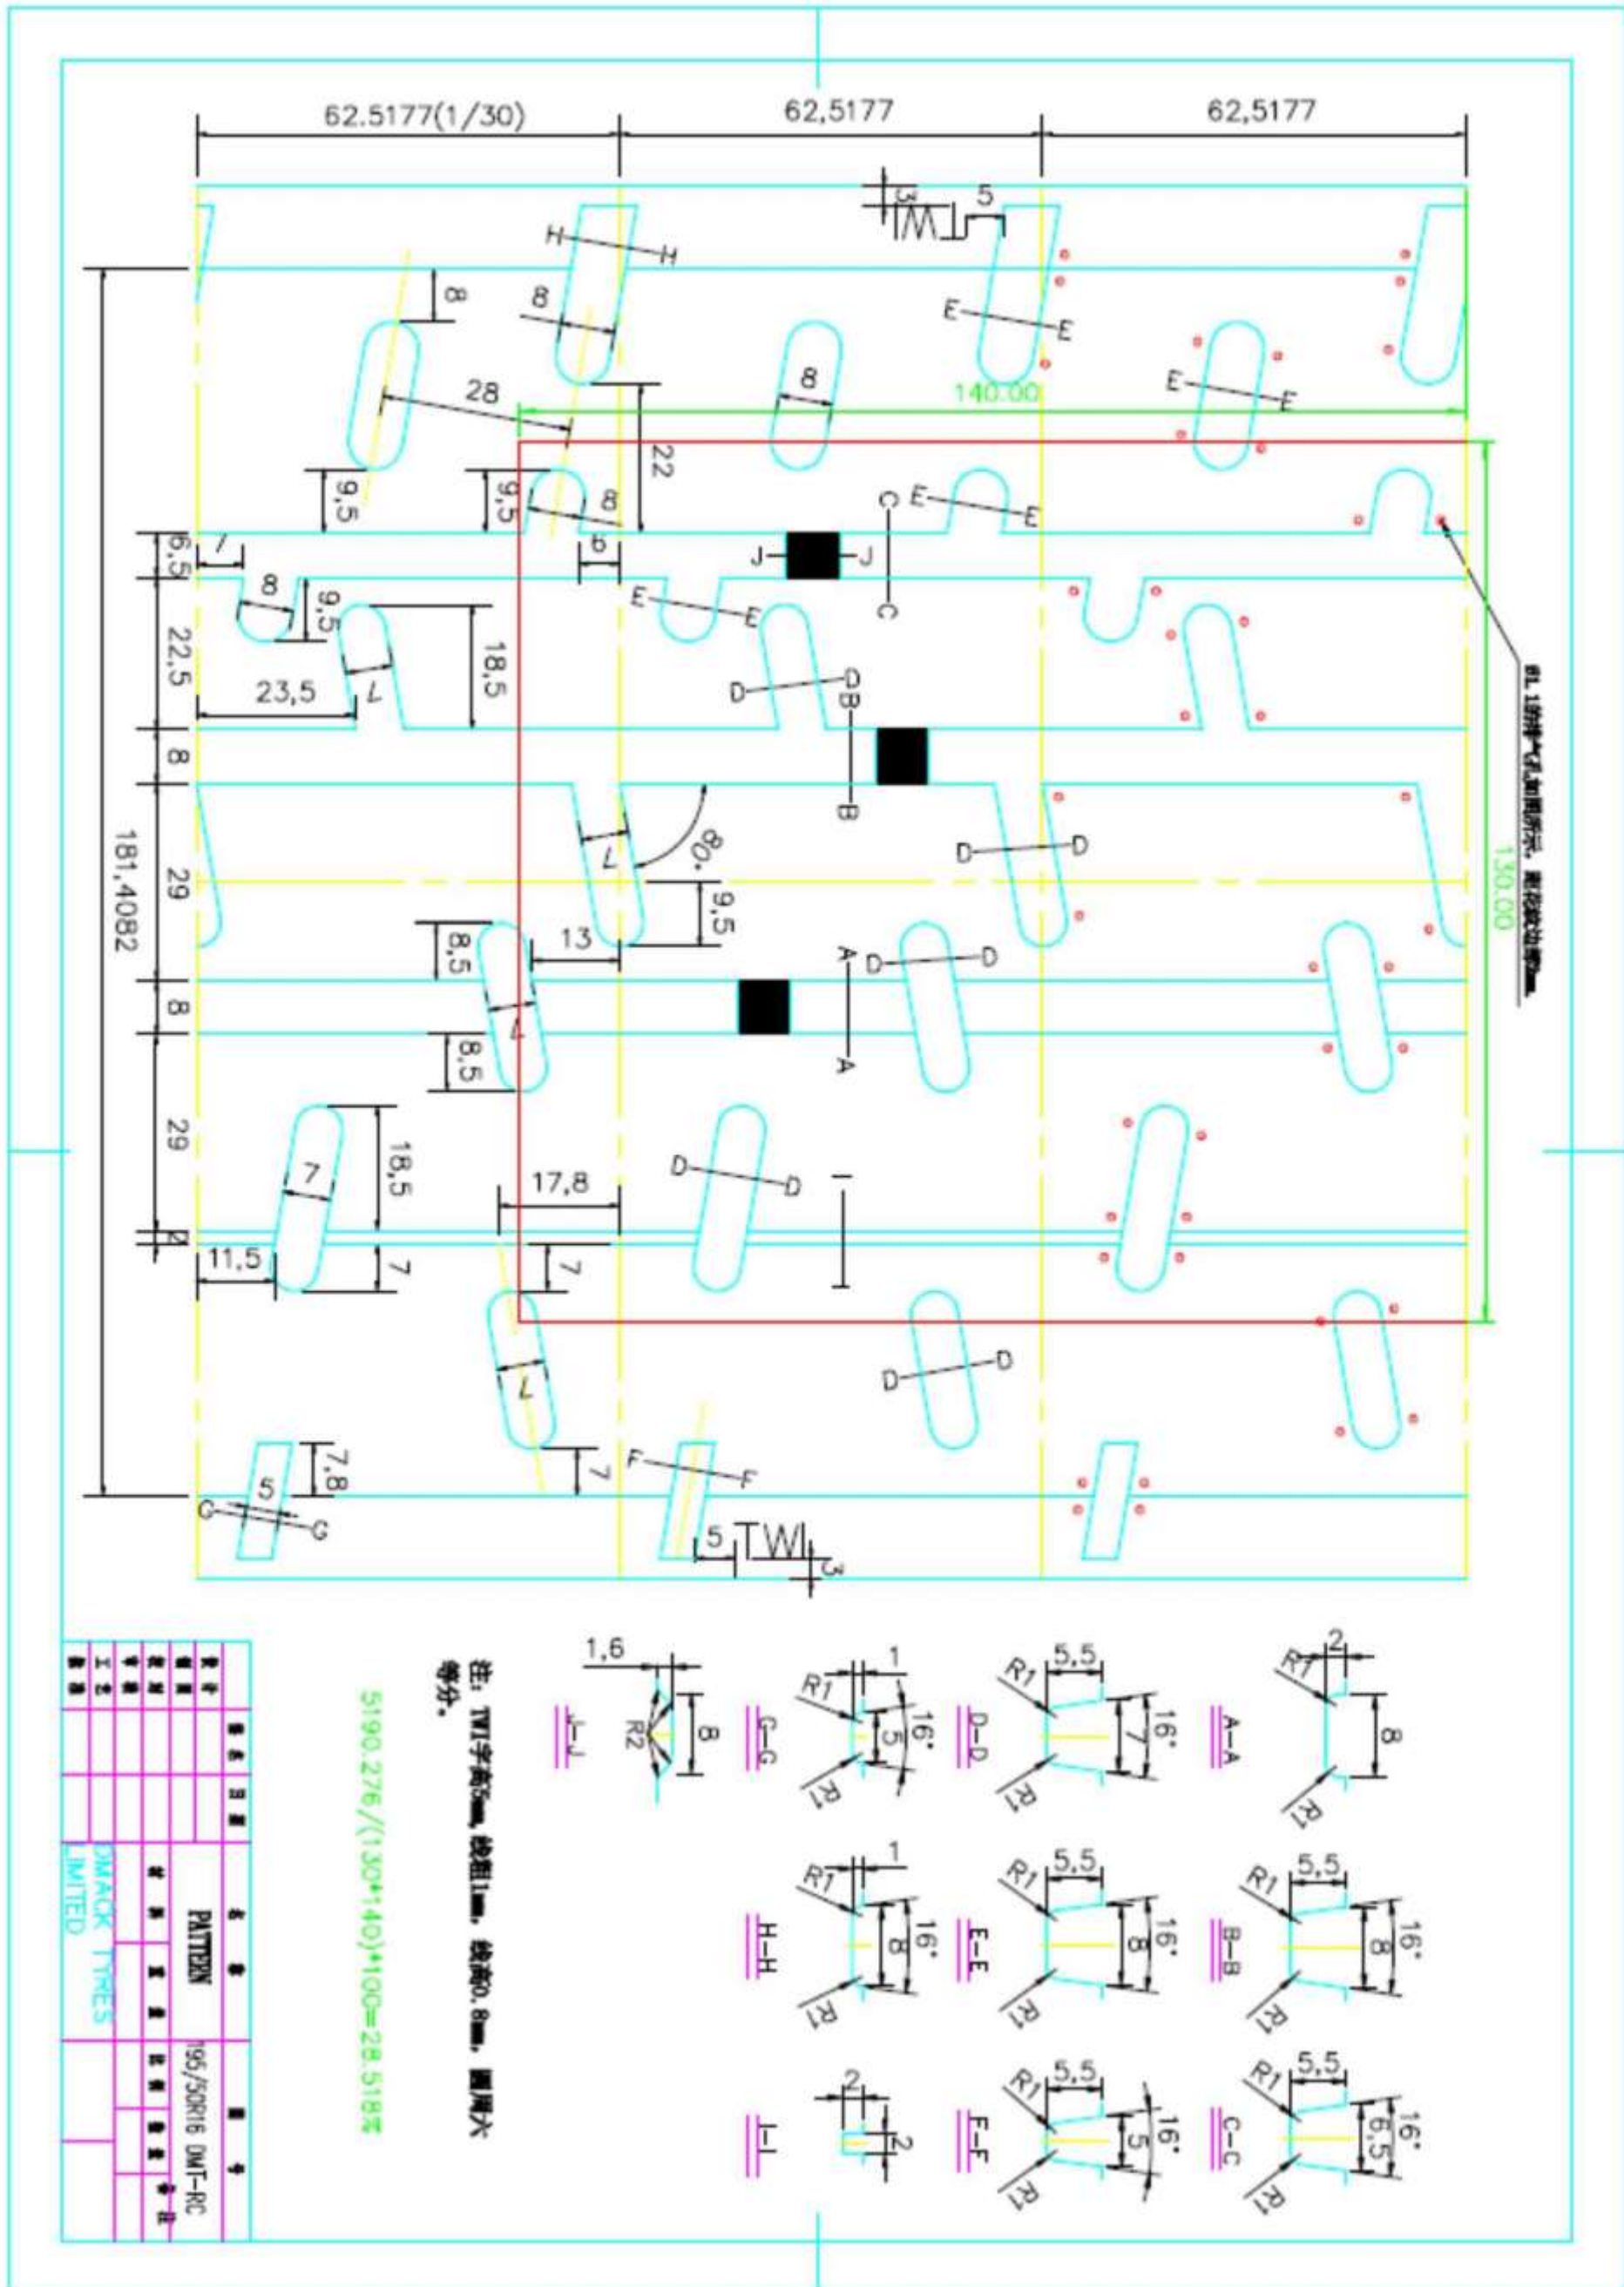 62.5177(1/30)
62,5177
62,5177
3
TWI
5
H
H
8
8
E
E
8
E
E
140.00
28
22
9,5
9,5
8
E
E
C
C
6,5
7
6
J
J
8
9,5
E
E
22,5
18,5
7
D
D
23,5
B
B
8
130.00
7
80°
D
D
29
181,4082
9,5
8,5
13
A
A
D
D
8
7
8,5
29
18,5
7
D
D
17,8
I
I
2
11,5
7
7
7
D
D
7,8
7
5
G
G
F
F
5
TWI
3
2
R1
8
R1
A-A
5,5
R1
16°
8
R1
B-B
5,5
R1
16°
6,5
R1
C-C
5,5
R1
16°
7
R1
D-D
5,5
R1
16°
8
R1
E-E
5,5
R1
16°
5
R1
F-F
1
R1
16°
5
R1
G-G
1
R1
16°
8
R1
H-H
2
2
I-I
1,6
8
R2
J-J
注: TWI字高5mm, 线粗1mm, 线高0.8mm, 圆周六
等分。
5190.276/(130*140)*100=28.518%
名 称
图 号
PATTERN
195/50R16 DMT-RC
DMACK TYRES
LIMITED